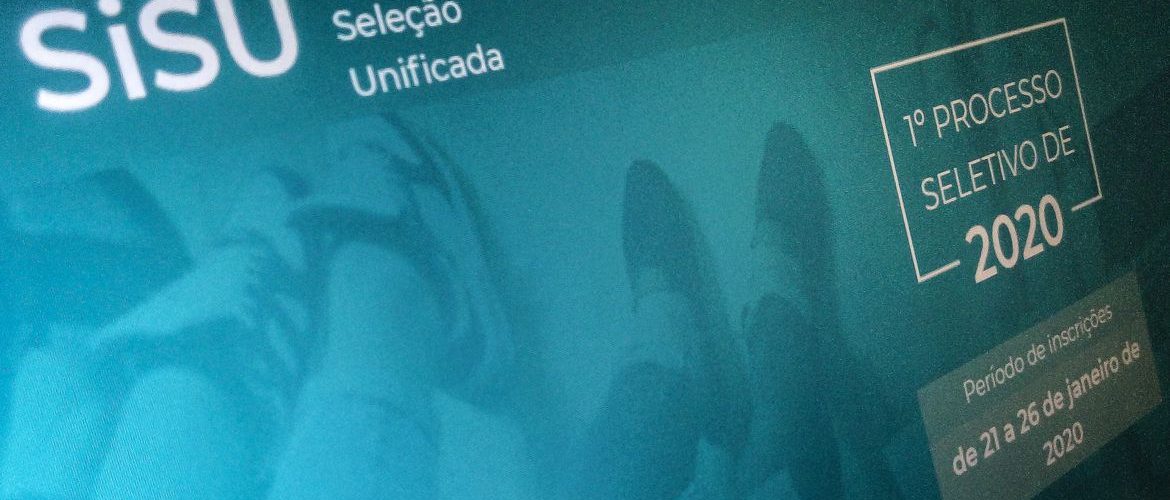 SiSU
Seleção
Unificada
1º PROCESSO
SELETIVO DE
2020
Período de inscrições
de 21 a 26 de janeiro de
2020